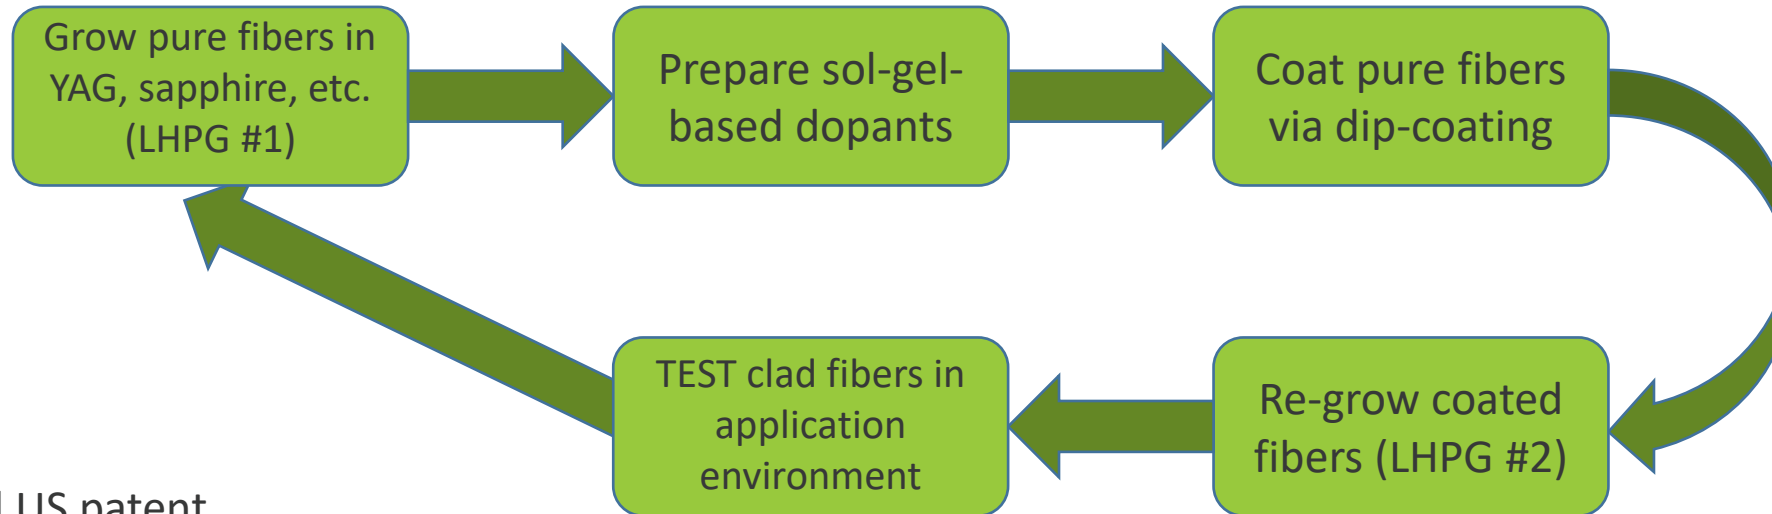 Grow pure fibers in
YAG, sapphire, etc.
(LHPG #1)
Prepare sol-gel-
based dopants
Coat pure fibers
via dip-coating
Re-grow coated
fibers (LHPG #2)
TEST clad fibers in
application
environment
US patent